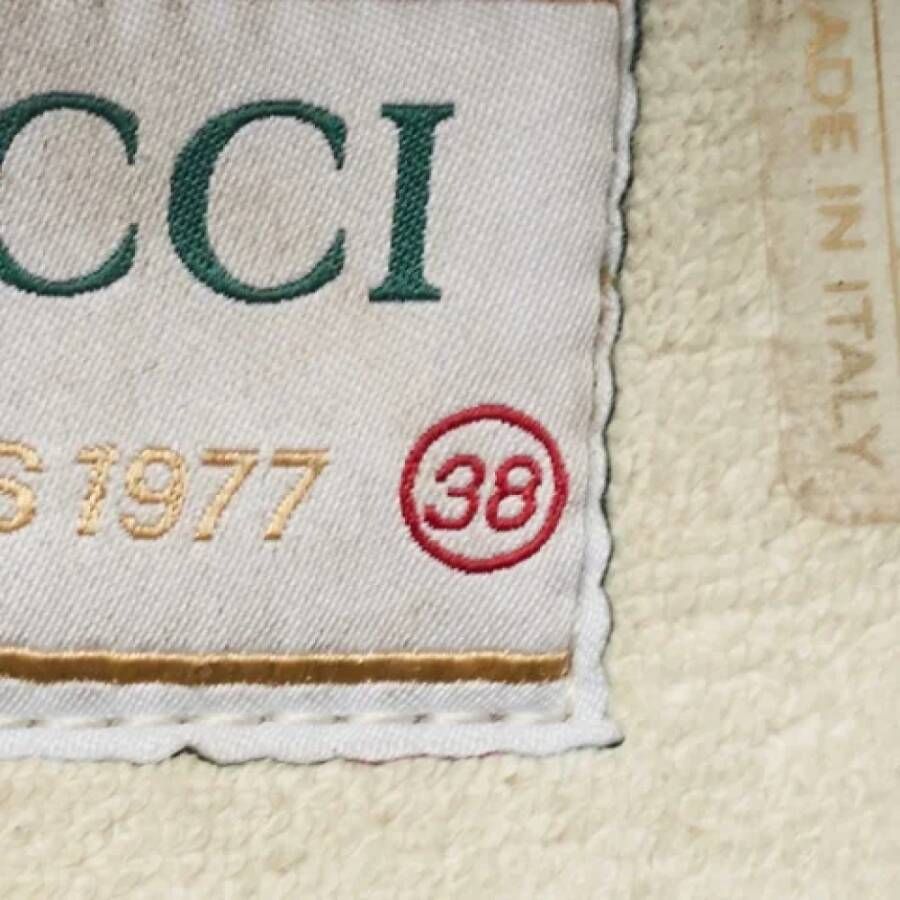 CCI
S 1977
38
ADE IN ITALY